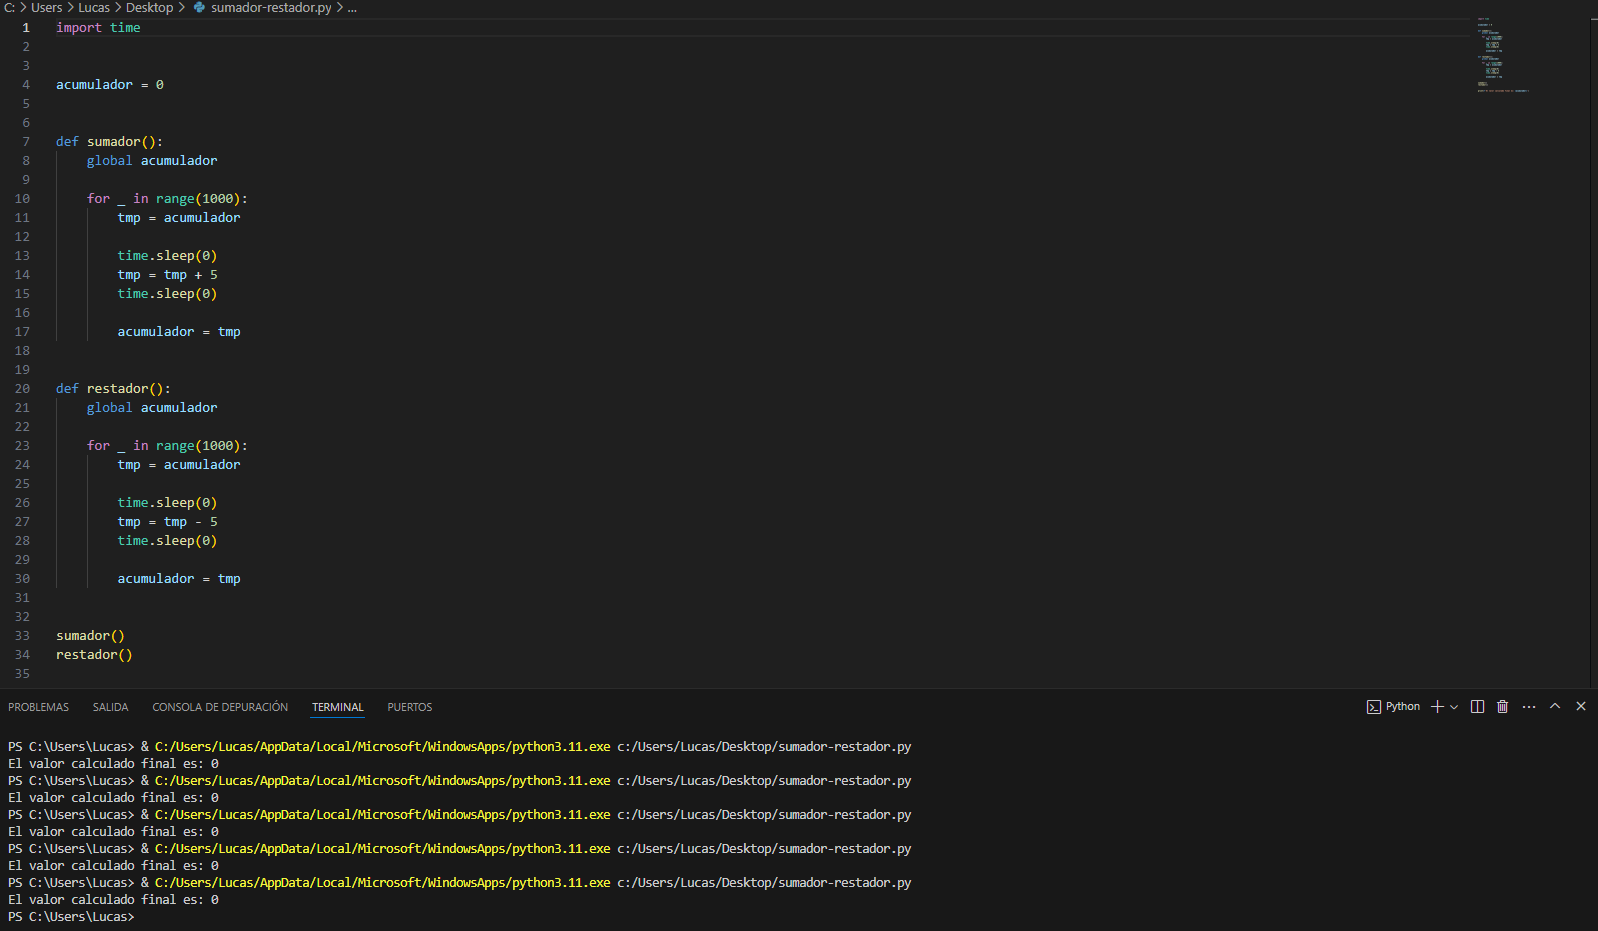 C: > Users > Lucas > Desktop > sumador-restador.py > ...
1 import time
2
3
4 acumulador = 0
5
6
7 def sumador():
8     global acumulador
9
10     for _ in range(1000):
11         tmp = acumulador
12
13         time.sleep(0)
14         tmp = tmp + 5
15         time.sleep(0)
16
17         acumulador = tmp
18
19
20 def restador():
21     global acumulador
22
23     for _ in range(1000):
24         tmp = acumulador
25
26         time.sleep(0)
27         tmp = tmp - 5
28         time.sleep(0)
29
30         acumulador = tmp
31
32
33 sumador()
34 restador()
35
PROBLEMAS SALIDA CONSOLA DE DEPURACIÓN TERMINAL PUERTOS Python
PS C:\Users\Lucas> & C:/Users/Lucas/AppData/Local/Microsoft/WindowsApps/python3.11.exe c:/Users/Lucas/Desktop/sumador-restador.py
El valor calculado final es: 0
PS C:\Users\Lucas> & C:/Users/Lucas/AppData/Local/Microsoft/WindowsApps/python3.11.exe c:/Users/Lucas/Desktop/sumador-restador.py
El valor calculado final es: 0
PS C:\Users\Lucas> & C:/Users/Lucas/AppData/Local/Microsoft/WindowsApps/python3.11.exe c:/Users/Lucas/Desktop/sumador-restador.py
El valor calculado final es: 0
PS C:\Users\Lucas> & C:/Users/Lucas/AppData/Local/Microsoft/WindowsApps/python3.11.exe c:/Users/Lucas/Desktop/sumador-restador.py
El valor calculado final es: 0
PS C:\Users\Lucas> & C:/Users/Lucas/AppData/Local/Microsoft/WindowsApps/python3.11.exe c:/Users/Lucas/Desktop/sumador-restador.py
El valor calculado final es: 0
PS C:\Users\Lucas>